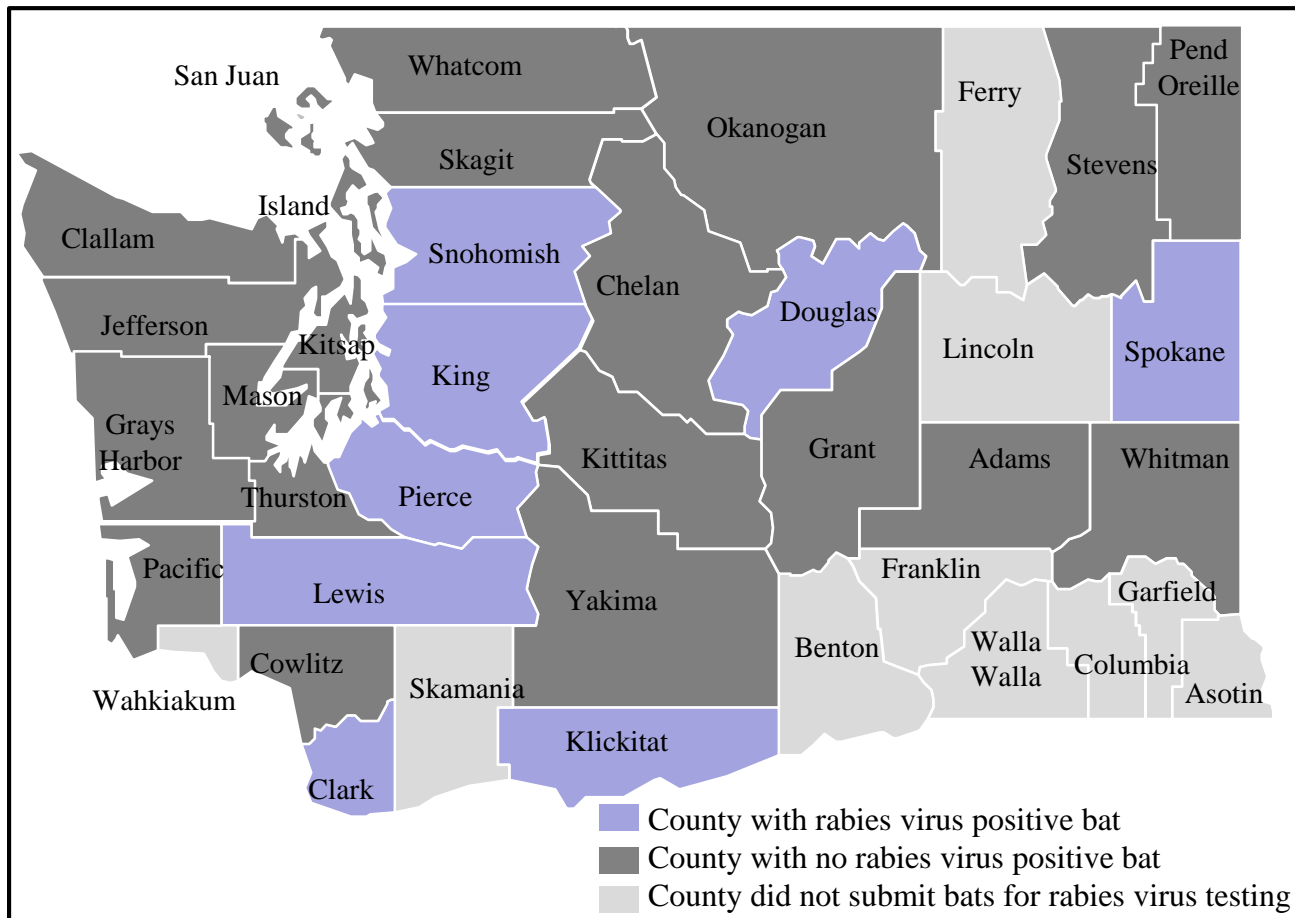 Whatcom
San Juan
Pend
Oreille
Ferry
Okanogan
Skagit
Stevens
Island
Clallam
Snohomish
Chelan
Douglas
Jefferson
Kitsap
Lincoln
Spokane
King
Mason
Grays
Harbor
Grant
Kittitas
Adams
Whitman
Thurston
Pierce
Pacific
Franklin
Lewis
Yakima
Garfield
Benton
Walla
Walla
Cowlitz
Columbia
Skamania
Wahkiakum
Asotin
Klickitat
Clark
County with rabies virus positive bat
County with no rabies virus positive bat
County did not submit bats for rabies virus testing